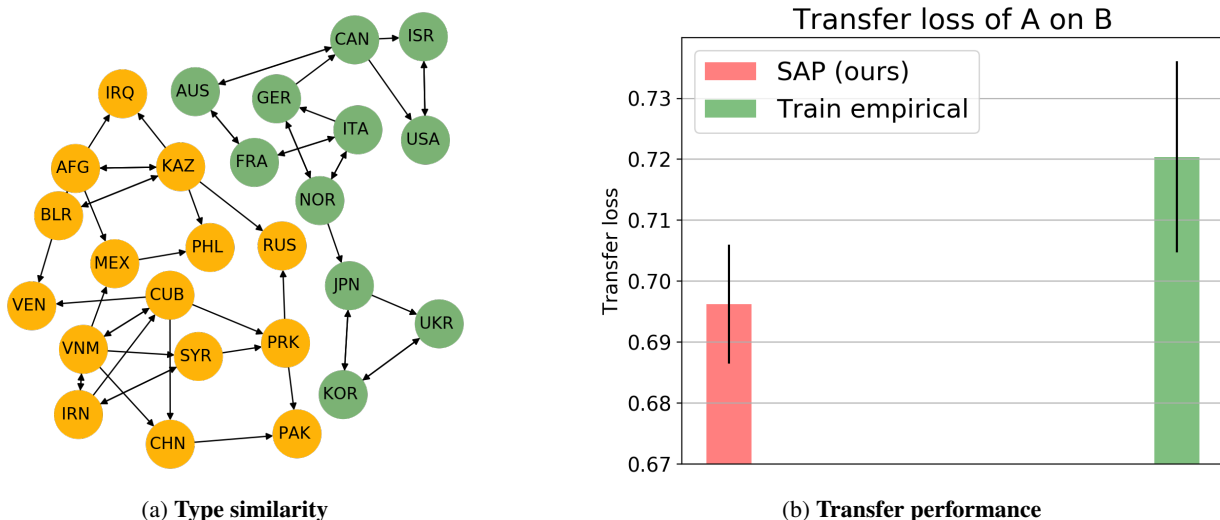 CAN
ISR
IRQ
AUS
GER
ITA
USA
FRA
AFG
KAZ
NOR
BLR
MEX
PHL
RUS
VEN
CUB
JPN
UKR
VNM
SYR
PRK
IRN
KOR
CHN
PAK
(a) Type similarity
Transfer loss of A on B
SAP (ours)
Train empirical
Transfer loss
0.73
0.72
0.71
0.70
0.69
0.68
0.67
(b) Transfer performance